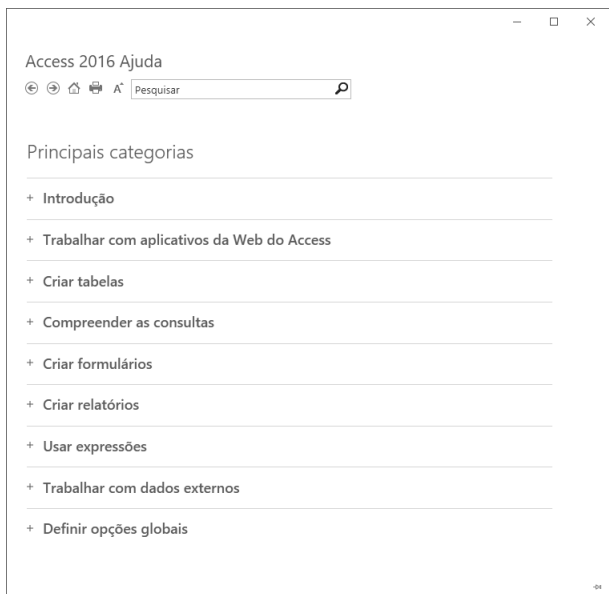 Access 2016 Ajuda
Pesquisar
Principais categorias
+ Introdução
+ Trabalhar com aplicativos da Web do Access
+ Criar tabelas
+ Compreender as consultas
+ Criar formulários
+ Criar relatórios
+ Usar expressões
+ Trabalhar com dados externos
+ Definir opções globais